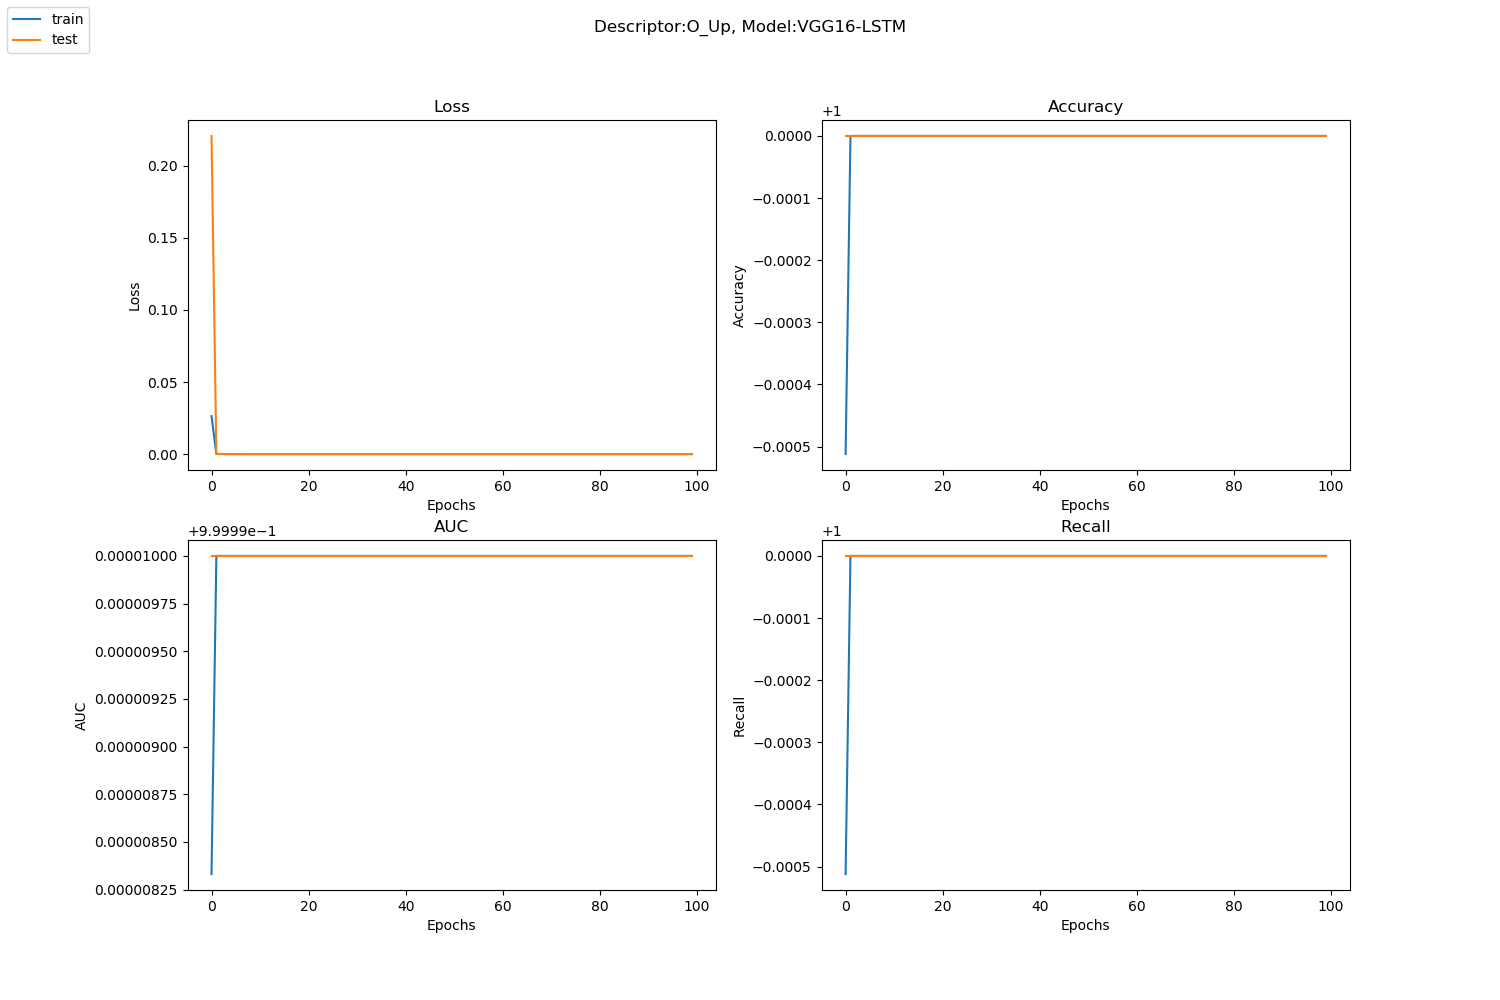 train
test
Descriptor:O_Up, Model:VGG16-LSTM
Loss
0.20
0.15
0.10
0.05
0.00
Loss
0 20 40 60 80 100
Epochs
Accuracy
+1
0.0000
−0.0001
−0.0002
−0.0003
−0.0004
−0.0005
Accuracy
0 20 40 60 80 100
Epochs
AUC
+9.9999e−1
0.00001000
0.00000975
0.00000950
0.00000925
0.00000900
0.00000875
0.00000850
0.00000825
AUC
0 20 40 60 80 100
Epochs
Recall
+1
0.0000
−0.0001
−0.0002
−0.0003
−0.0004
−0.0005
Recall
0 20 40 60 80 100
Epochs